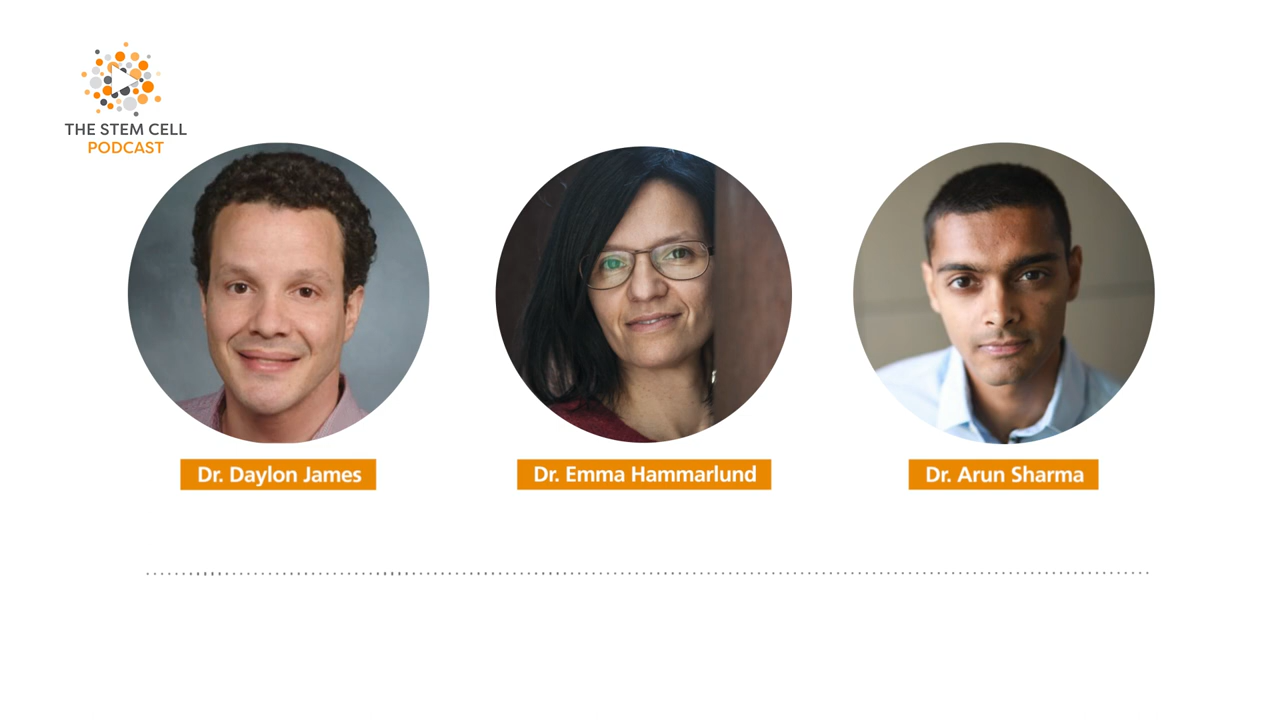 THE STEM CELL
PODCAST
Dr. Daylon James
Dr. Emma Hammarlund
Dr. Arun Sharma